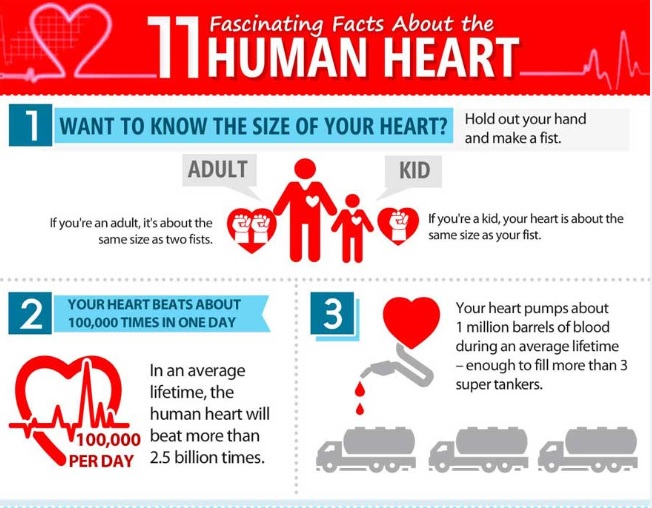 11 Fascinating Facts About the
HUMAN HEART
1 WANT TO KNOW THE SIZE OF YOUR HEART?
Hold out your hand
and make a fist.
ADULT
KID
If you're an adult, it's about the
same size as two fists.
If you're a kid, your heart is about the
same size as your fist.
2
YOUR HEART BEATS ABOUT
100,000 TIMES IN ONE DAY
In an average
lifetime, the
human heart will
beat more than
2.5 billion times.
100,000
PER DAY
3
Your heart pumps about
1 million barrels of blood
during an average lifetime
– enough to fill more than 3
super tankers.